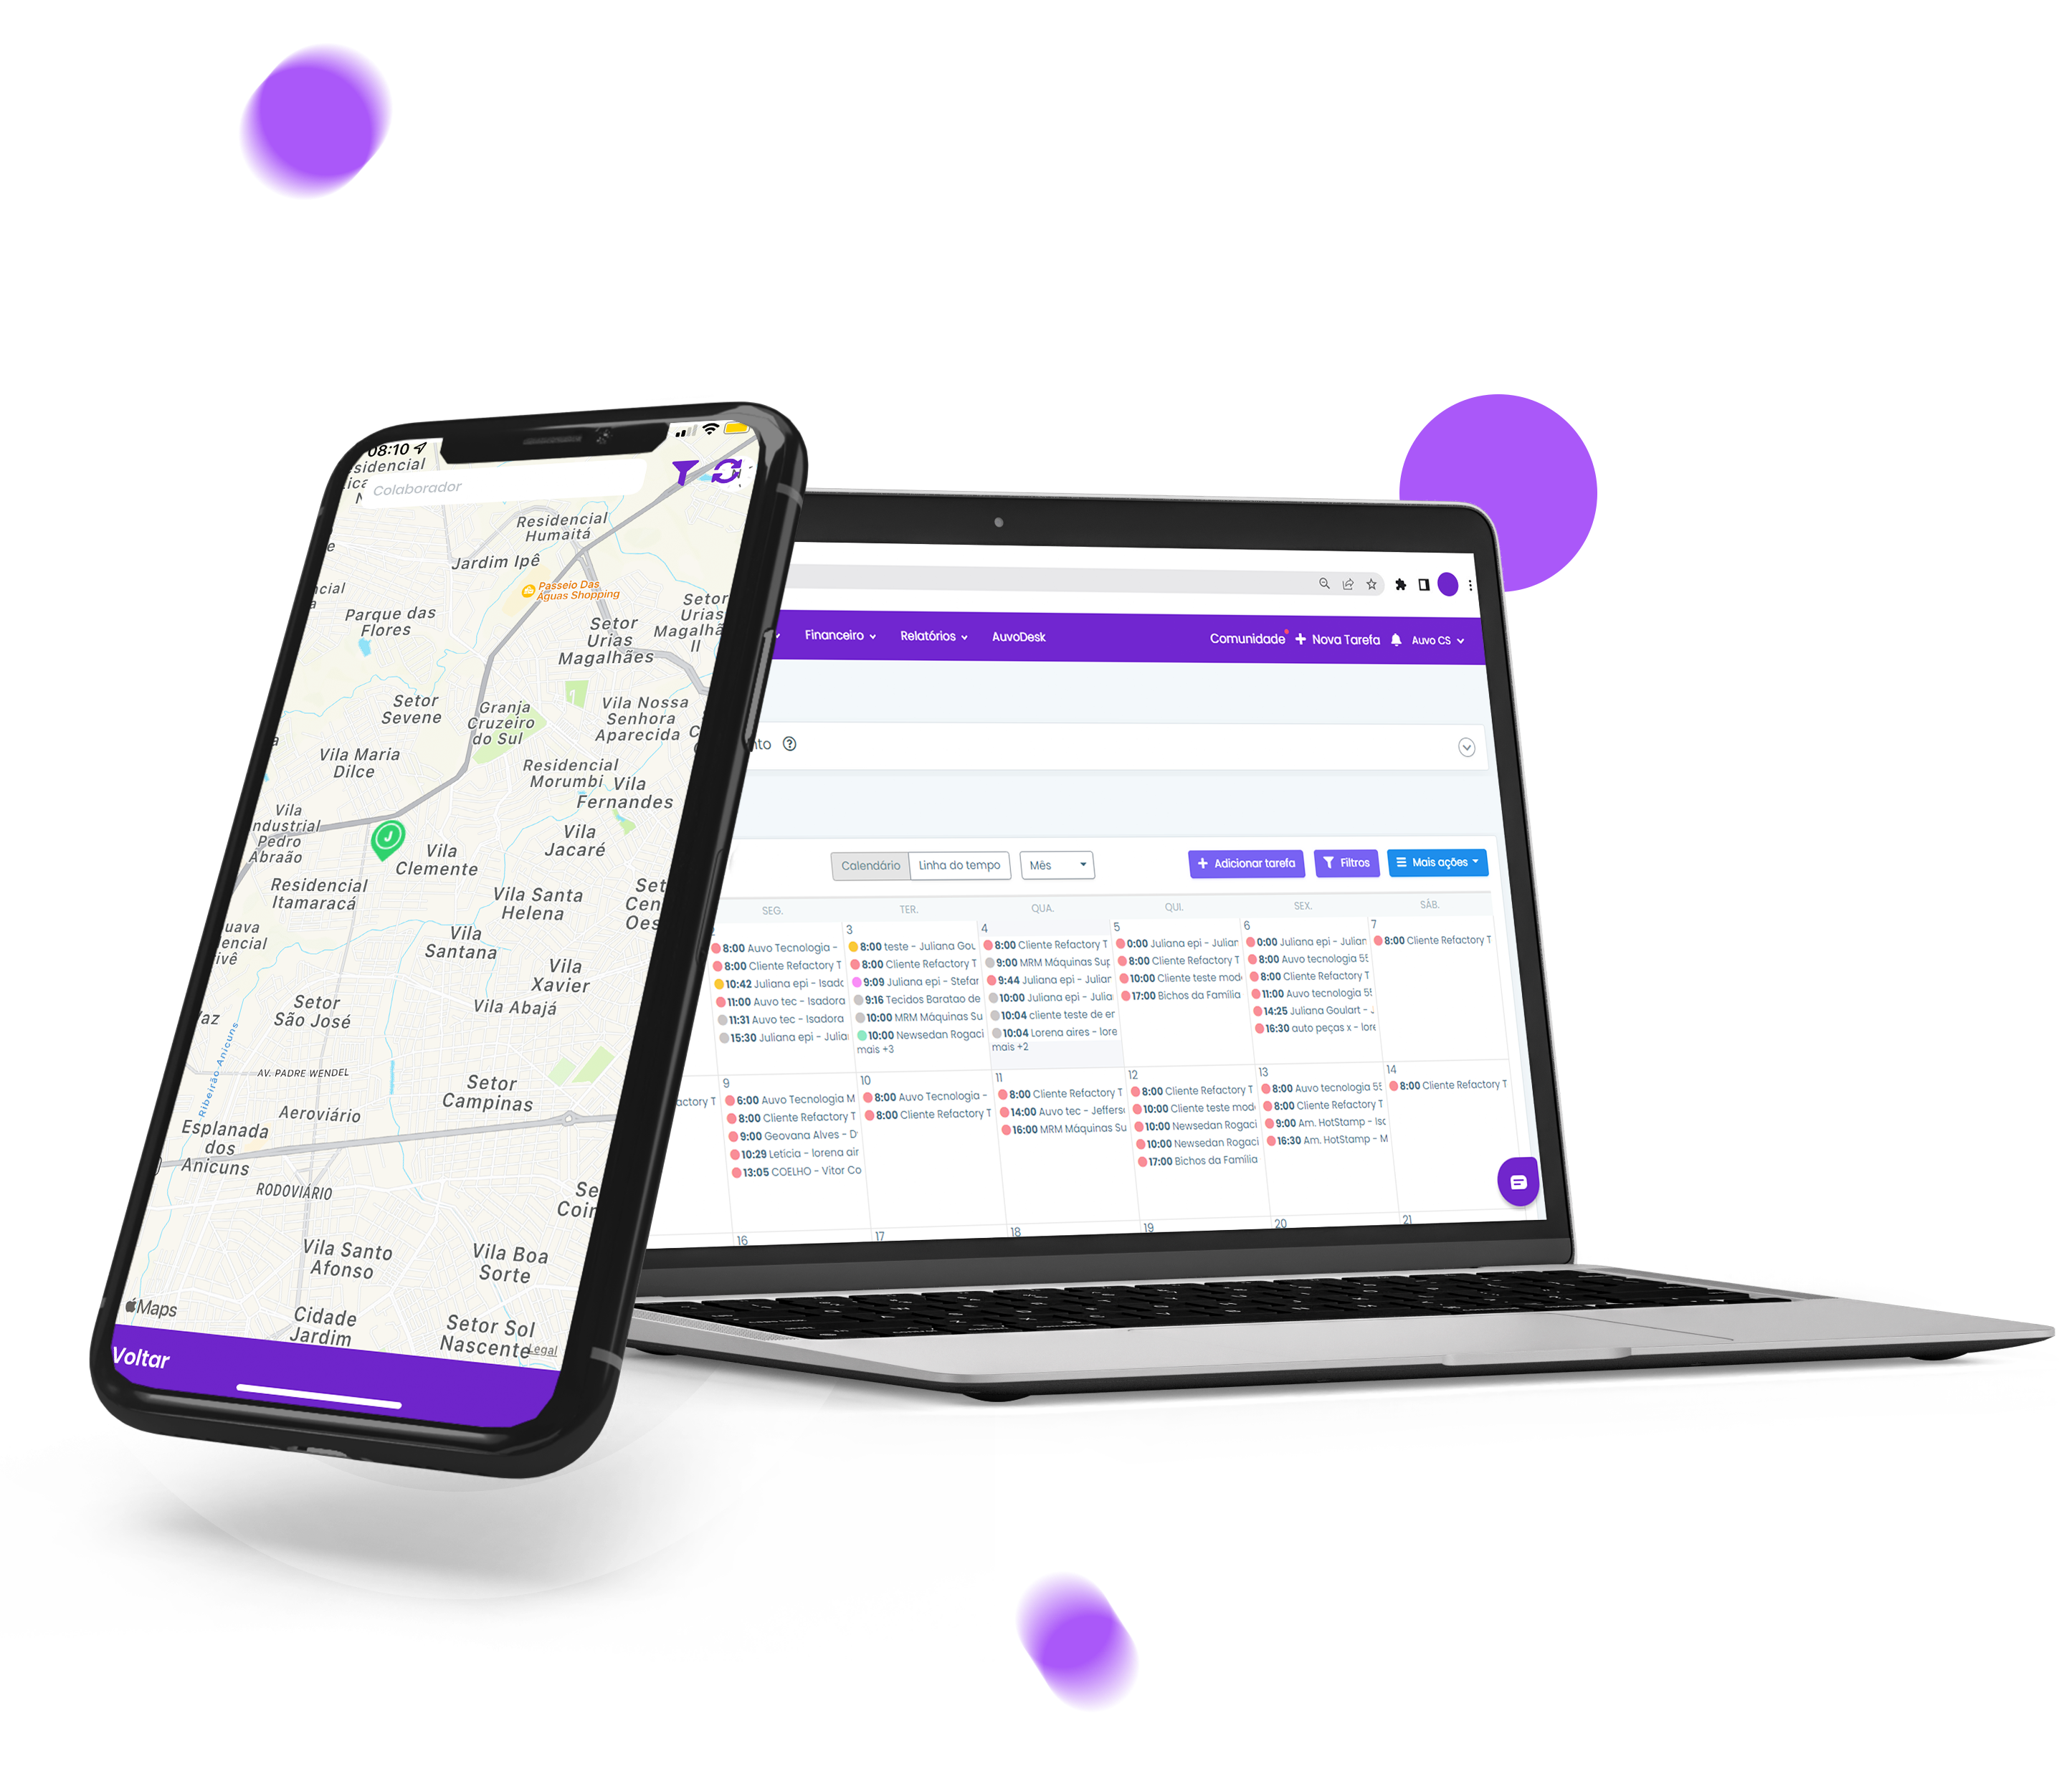 08:10
Colaborador
Residencial
Humaitá
Jardim Ipê
Passeio Das
Águas Shopping
Parque das
Flores
Setor
Urias
Magalhães
Setor
Urias
II
Setor
Sevene
Granja
Cruzeiro
do Sul
Vila Nossa
Senhora
Aparecida
Vila Maria
Dilce
Residencial
Morumbi
Vila
Fernandes
Vila
Pedro
Abraão
J
Vila
Clemente
Vila
Jacaré
Residencial
Itamaracá
Vila Santa
Helena
Vila
Santana
Vila
Xavier
Setor
São José
Vila Abajá
Ribeirão Anicuns
AV. PADRE WENDEL
Setor
Campinas
Aeroviário
Esplanada
dos
Anicuns
RODOVIÁRIO
Vila Santo
Afonso
Vila Boa
Sorte
Maps
Cidade
Jardim
Setor Sol
Nascente
Legal
Voltar
Financeiro Relatórios AuvoDesk Comunidade + Nova Tarefa Auvo CS
nto ?
Calendário Linha do tempo Mês + Adicionar tarefa Filtros Mais ações
SEG. TER. QUA. QUI. SEX. SÁB.
2
8:00 Auvo Tecnologia -
8:00 Cliente Refactory T
10:42 Juliana epi - Isado
11:00 Auvo tec - Isadora
11:31 Auvo tec - Isadora
15:30 Juliana epi - Julia
3
8:00 teste - Juliana Gou
8:00 Cliente Refactory T
9:09 Juliana epi - Stefar
9:16 Tecidos Baratao de
10:00 MRM Máquinas Su
10:00 Newsedan Rogaci
mais +3
4
8:00 Cliente Refactory T
9:00 MRM Máquinas Sup
9:44 Juliana epi - Julian
10:00 Juliana epi - Julia
10:04 cliente teste de er
10:04 Lorena aires - lore
mais +2
5
0:00 Juliana epi - Julian
8:00 Cliente Refactory T
10:00 Cliente teste mod
17:00 Bichos da Família
6
0:00 Juliana epi - Julian
8:00 Auvo tecnologia 55
8:00 Cliente Refactory T
11:00 Auvo tecnologia 55
14:25 Juliana Goulart -
16:30 auto peças x - lore
7
8:00 Cliente Refactory T
actory T
9
6:00 Auvo Tecnologia M
8:00 Cliente Refactory T
9:00 Geovana Alves - D
10:29 Leticia - lorena air
13:05 COELHO - Vitor Co
10
8:00 Auvo Tecnologia -
8:00 Cliente Refactory T
11
8:00 Cliente Refactory T
14:00 Auvo tec - Jeffers
16:00 MRM Máquinas Su
12
8:00 Cliente Refactory T
10:00 Cliente teste mod
10:00 Newsedan Rogaci
10:00 Newsedan Rogaci
17:00 Bichos da Família
13
8:00 Auvo tecnologia 55
8:00 Cliente Refactory T
9:00 Am. HotStamp - Isc
16:30 Am. HotStamp - M
14
8:00 Cliente Refactory T
16 17 18 19 20 21